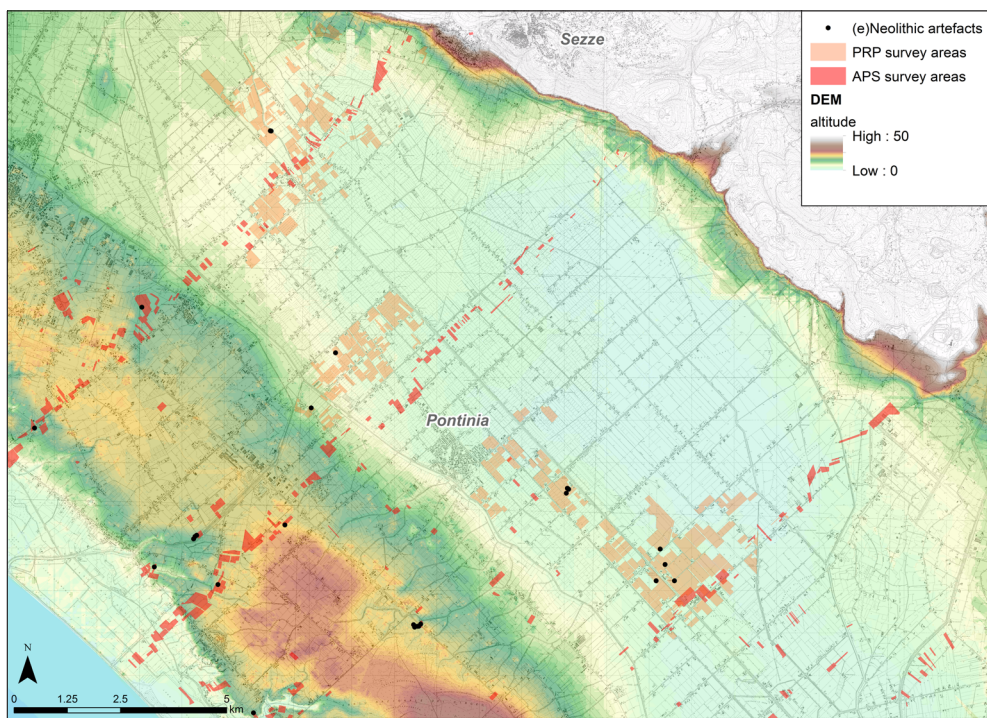 Sezze
(e)Neolithic artefacts
PRP survey areas
APS survey areas
DEM
altitude
High : 50
Low : 0
Pontinia
N
0 1.25 2.5 5
km